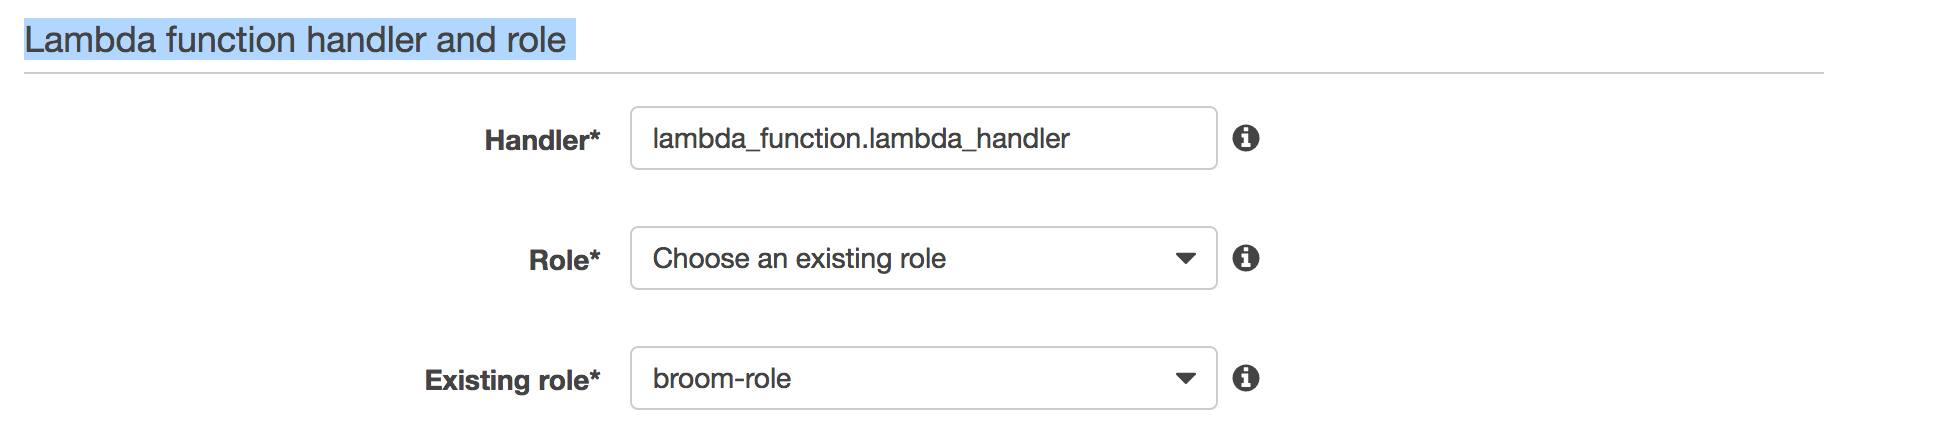 Lambda function handler and role
Handler* lambda_function.lambda_handler
Role* Choose an existing role
Existing role* broom-role